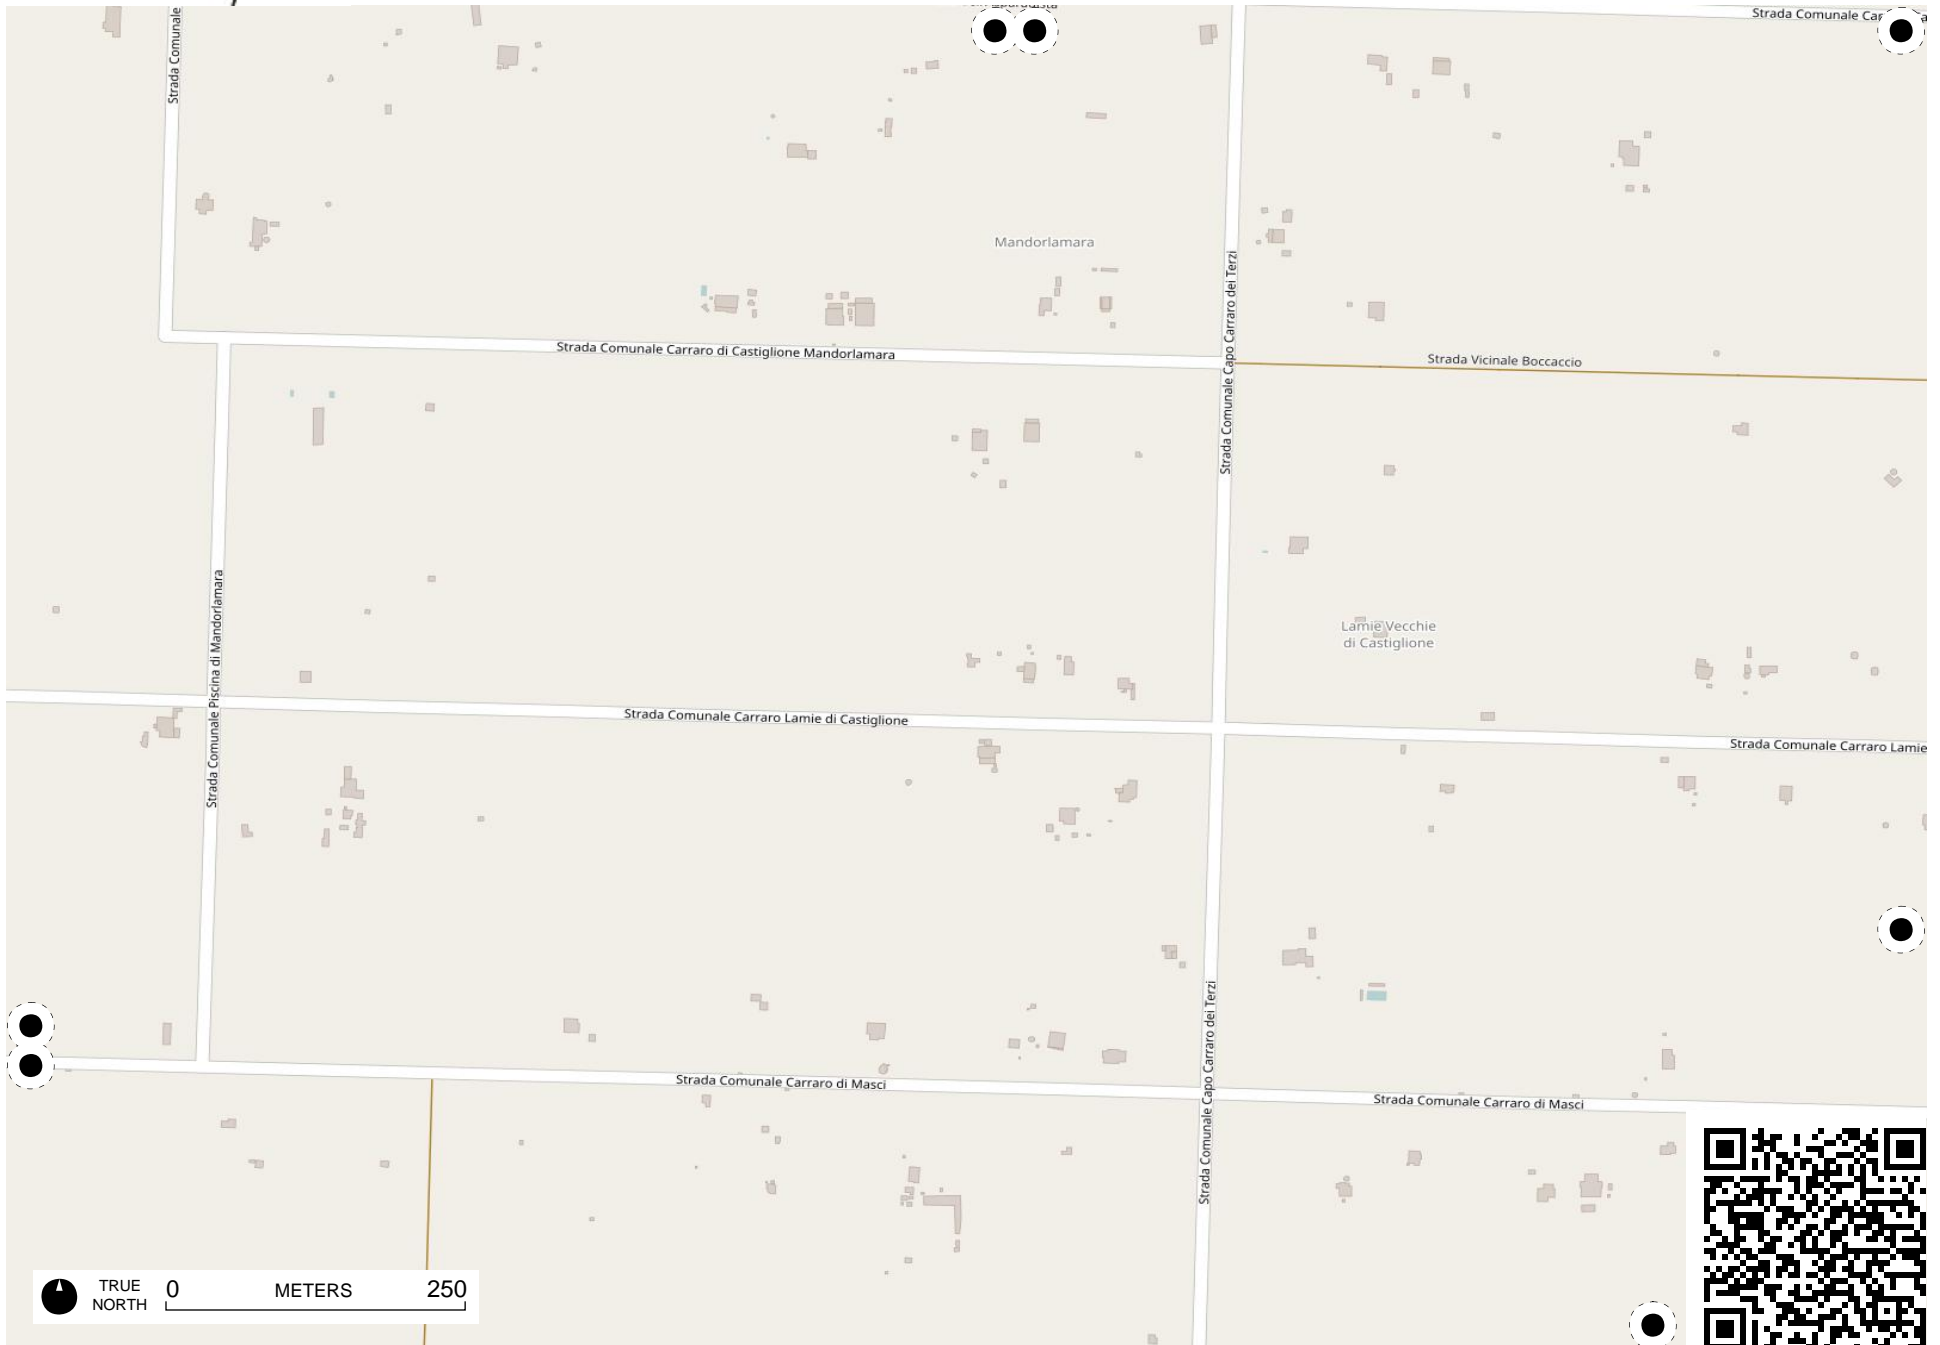 Strada Comunale
Strada Comunale
Mandorlamara
Strada Comunale Capo Carraro dei Terzi
Strada Comunale Carraro di Castiglione Mandorlamara
Strada Vicinale Boccaccio
Strada Comunale Piscina di Mandorlamara
Lamie Vecchie
di Castiglione
Strada Comunale Carraro Lamie di Castiglione
Strada Comunale Carraro Lamie
Strada Comunale Capo Carraro dei Terzi
Strada Comunale Carraro di Masci
Strada Comunale Carraro di Masci
TRUE
NORTH
0 METERS 250